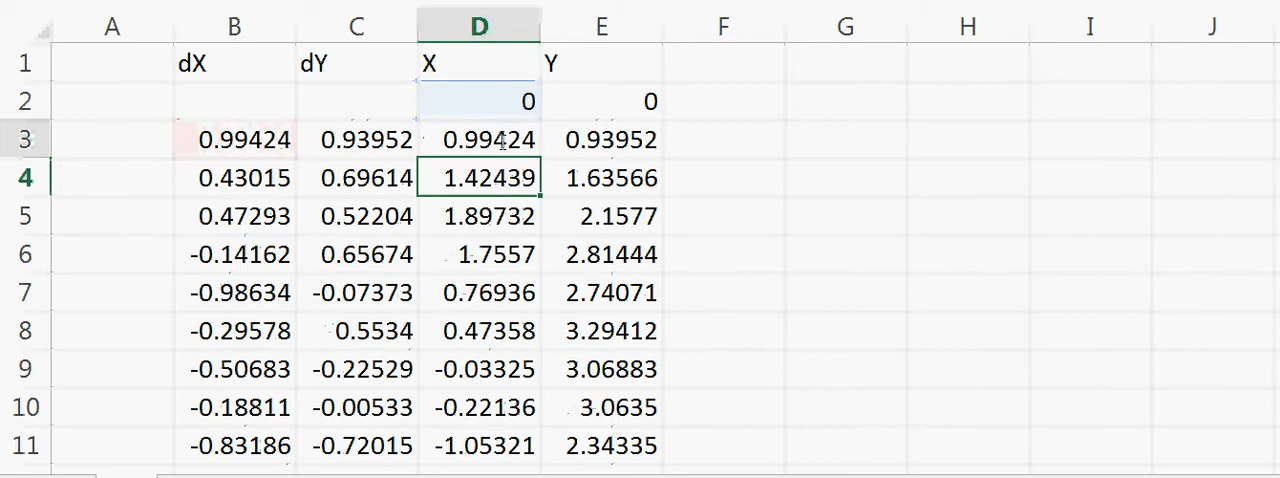 A B C D E F G H I J
1 dX dY X Y
2 0 0
3 0.99424 0.93952 0.99424 0.93952
4 0.43015 0.69614 1.42439 1.63566
5 0.47293 0.52204 1.89732 2.1577
6 -0.14162 0.65674 1.7557 2.81444
7 -0.98634 -0.07373 0.76936 2.74071
8 -0.29578 0.5534 0.47358 3.29412
9 -0.50683 -0.22529 -0.03325 3.06883
10 -0.18811 -0.00533 -0.22136 3.0635
11 -0.83186 -0.72015 -1.05321 2.34335